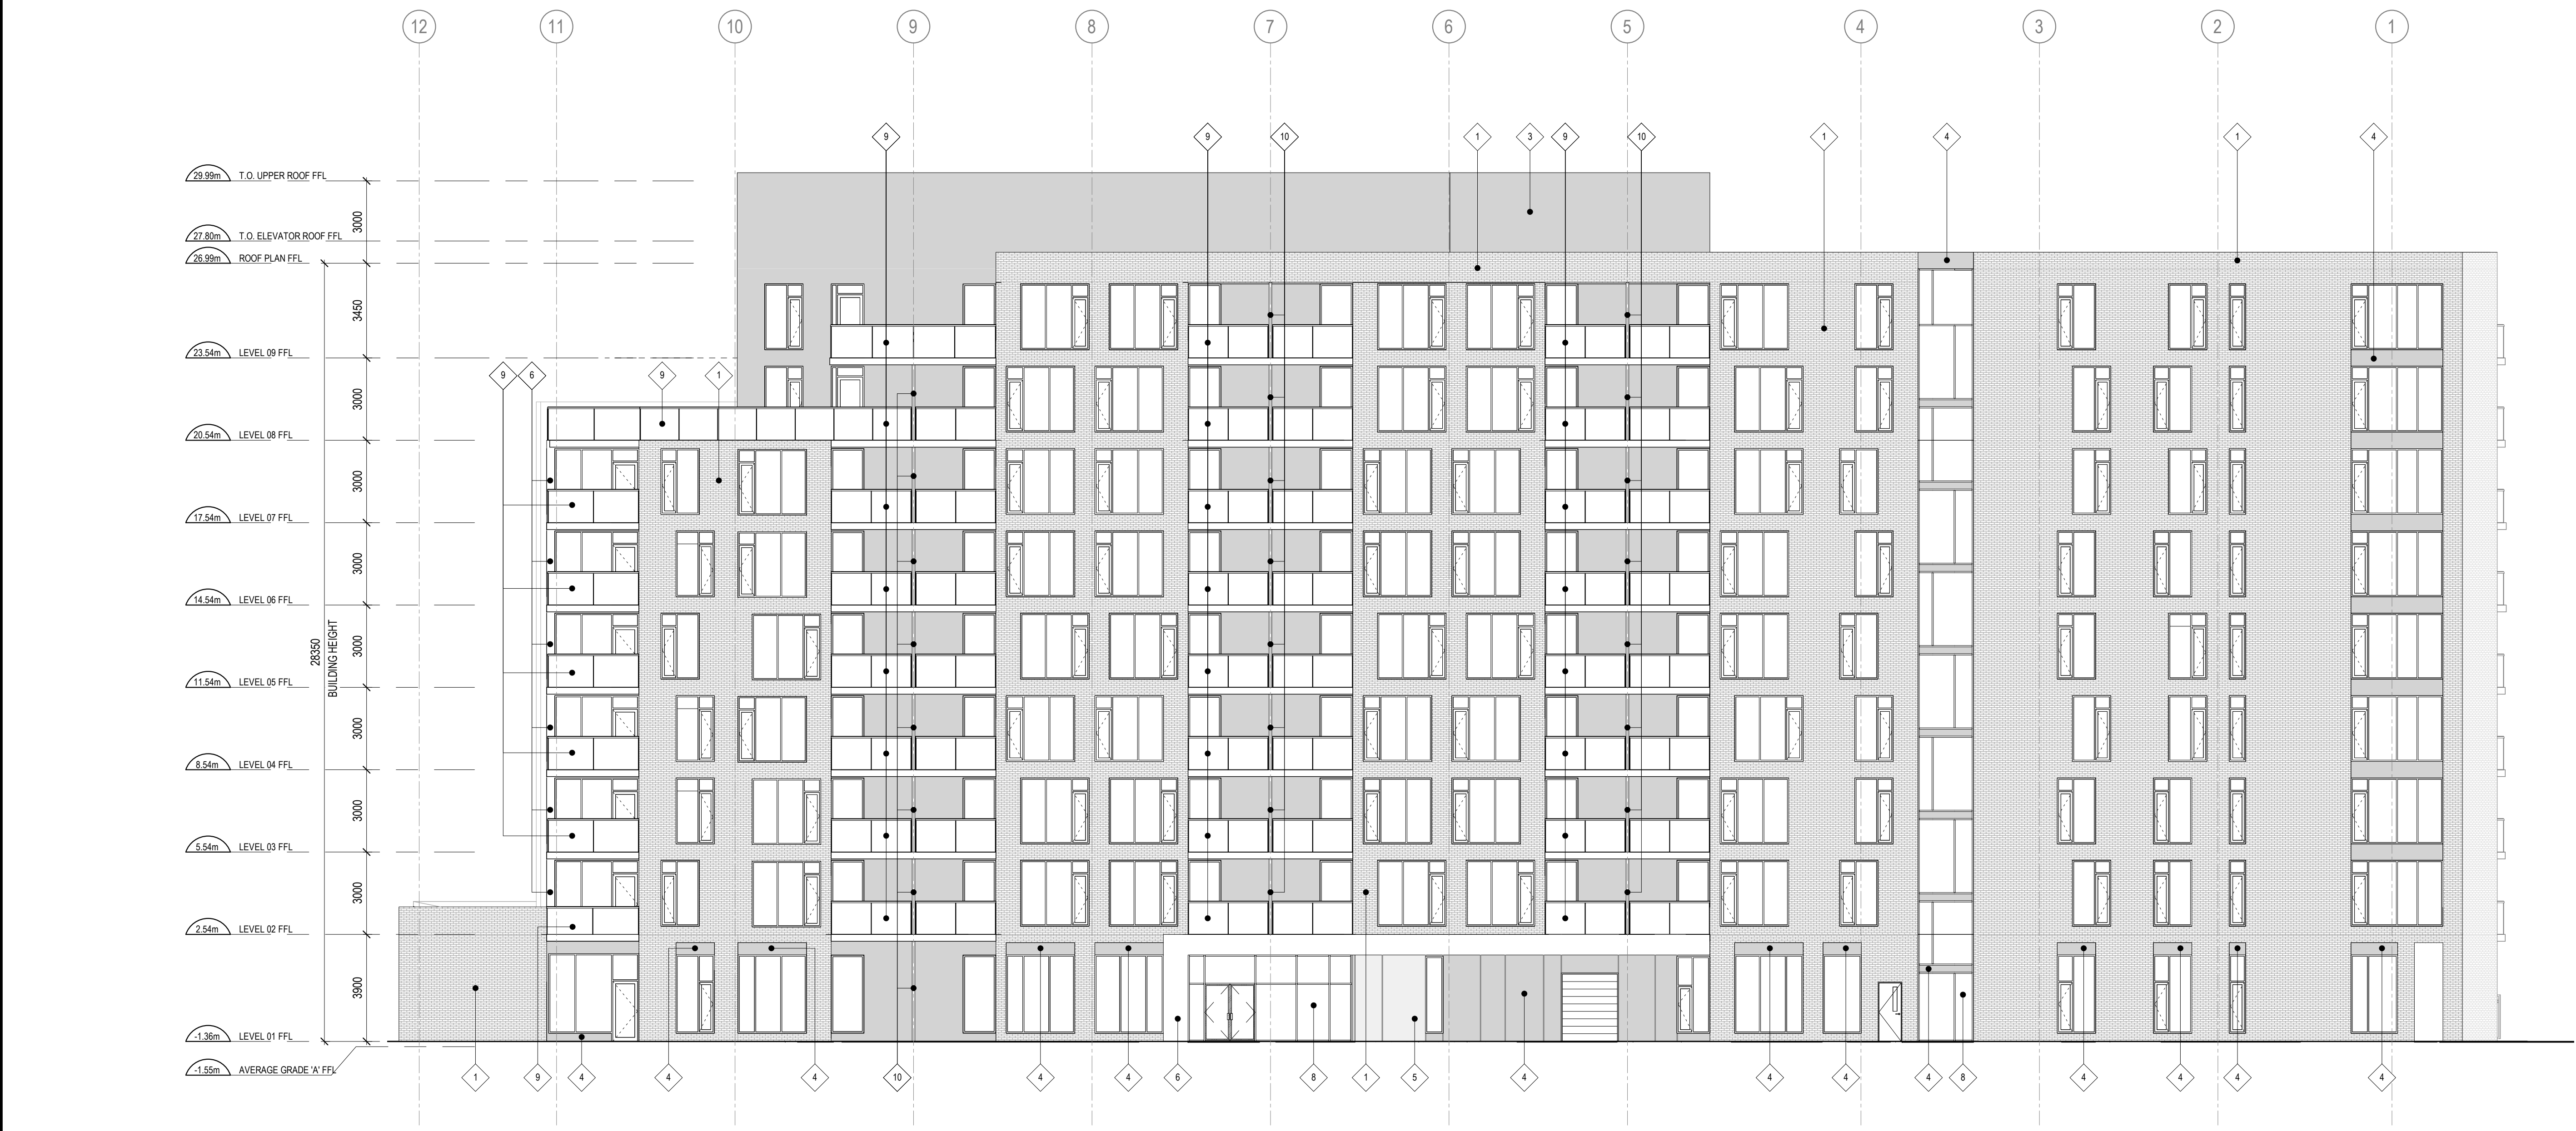 12 11 10 9 8 7 6 5 4 3 2 1
9 9 10 1 3 9 10 1 4 1 4
29.99m T.O. UPPER ROOF FFL
3000
27.80m T.O. ELEVATOR ROOF FFL
26.99m ROOF PLAN FFL
3450
23.54m LEVEL 09 FFL
9 6 9 1
3000
20.54m LEVEL 08 FFL
3000
17.54m LEVEL 07 FFL
3000
14.54m LEVEL 06 FFL
28350
BUILDING HEIGHT
3000
11.54m LEVEL 05 FFL
3000
8.54m LEVEL 04 FFL
3000
5.54m LEVEL 03 FFL
3000
2.54m LEVEL 02 FFL
3900
-1.36m LEVEL 01 FFL
-1.55m AVERAGE GRADE 'A' FFL
1 9 4 4 4 10 4 4 6 8 1 5 4 4 4 4 8 4 4 4 4